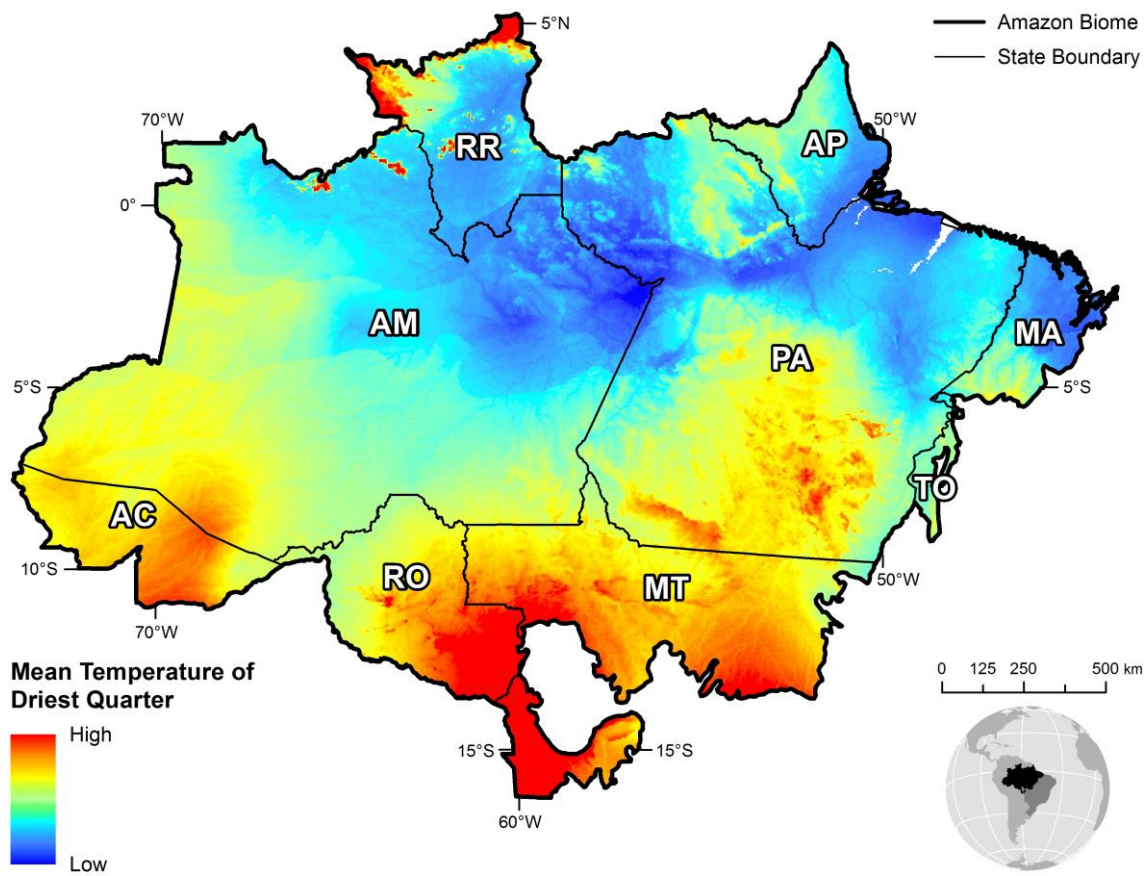 5°N
Amazon Biome
State Boundary
70°W
RR
AP
50°W
0°
AM
PA
MA
5°S
5°S
TO
AC
10°S
RO
MT
50°W
70°W
Mean Temperature of
Driest Quarter
High
Low
0 125 250 500 km
15°S
15°S
60°W